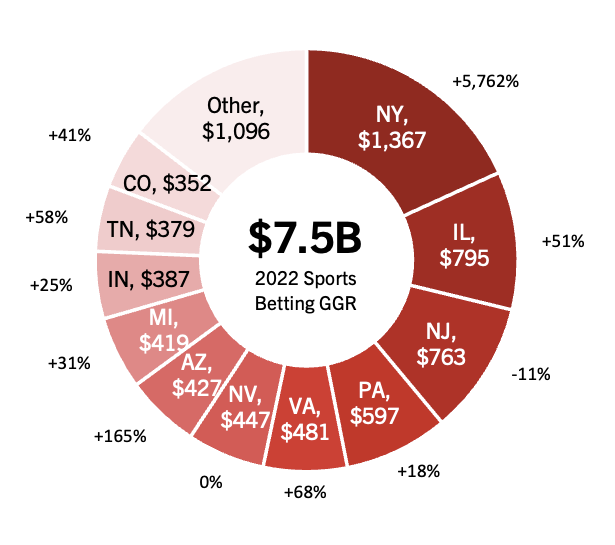 +5,762%
NY,
$1,367
Other,
$1,096
+41%
CO, $352
+58%
TN, $379
IL,
$795
+51%
$7.5B
2022 Sports
Betting GGR
+25%
IN, $387
MI,
$419
+31%
NJ,
$763
-11%
AZ,
$427
+165%
NV,
$447
0%
VA,
$481
+68%
PA,
$597
+18%